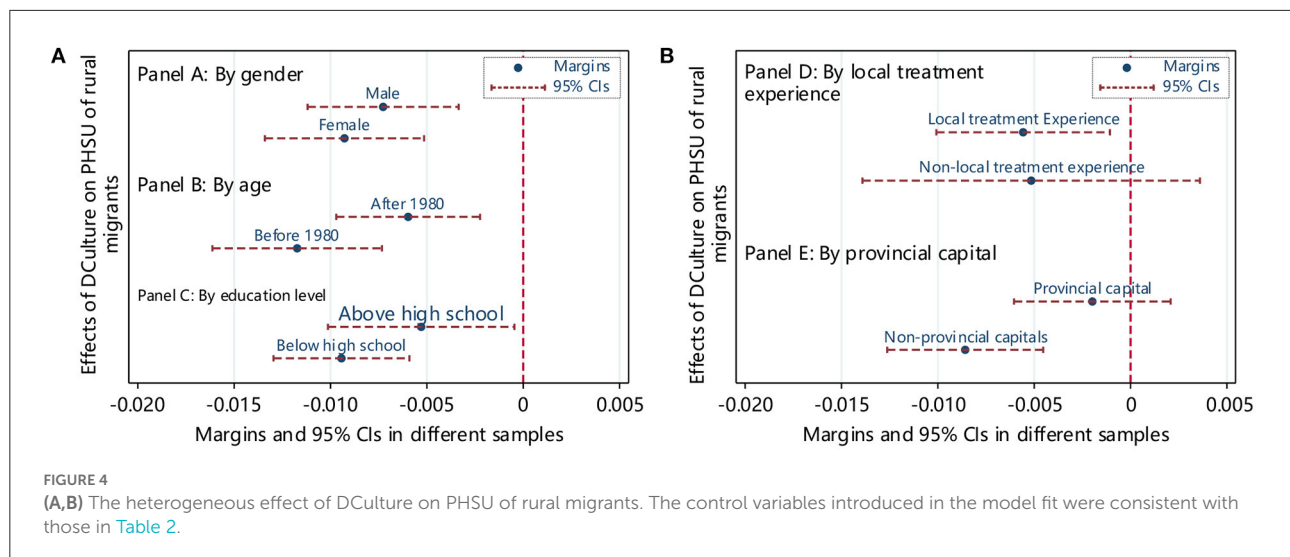 A
Effects of DCulture on PHSU of rural
migrants
Panel A: By gender
Margins
95% CIs
Male
Female
Panel B: By age
After 1980
Before 1980
Panel C: By education level
Above high school
Below high school
-0.020 -0.015 -0.010 -0.005 0 0.005
Margins and 95% CIs in different samples
B
Effects of DCulture on PHSU of rural
migrants
Panel D: By local treatment
experience
Margins
95% CIs
Local treatment Experience
Non-local treatment experience
Panel E: By provincial capital
Provincial capital
Non-provincial capitals
-0.020 -0.015 -0.010 -0.005 0 0.005
Margins and 95% CIs in different samples
FIGURE 4
(A,B) The heterogeneous effect of DCulture on PHSU of rural migrants. The control variables introduced in the model fit were consistent with
those in Table 2.